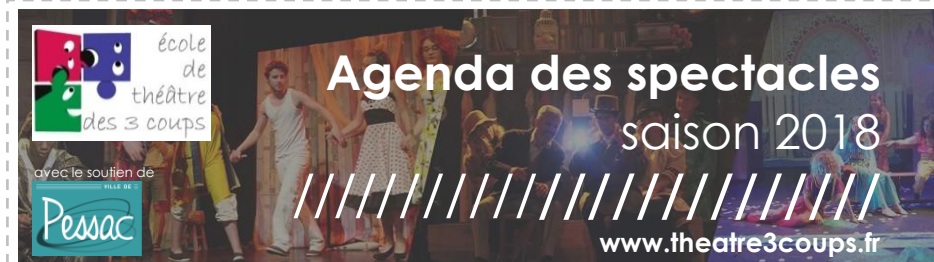 école
de
théâtre
des 3 coups
avec le soutien de
VILLE DE
Pessac
Agenda des spectacles
saison 2018
////////////////////////
www.theatre3coups.fr